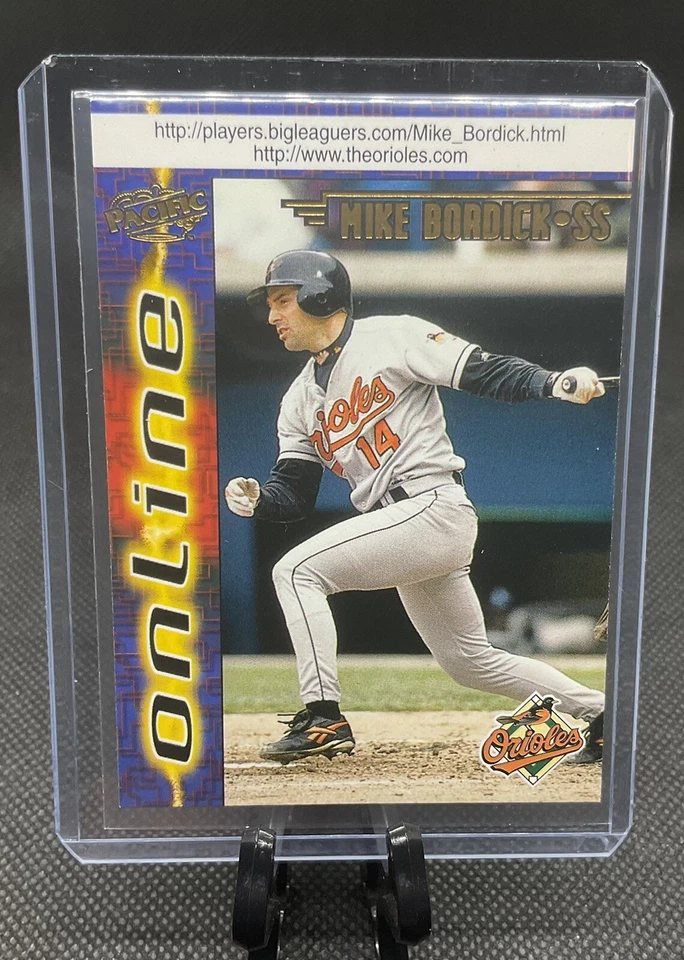 http://players.bigleaguers.com/Mike_Bordick.html
http://www.theorioles.com
PACIFIC
MIKE BORDICK•SS
online
Orioles
14
Orioles